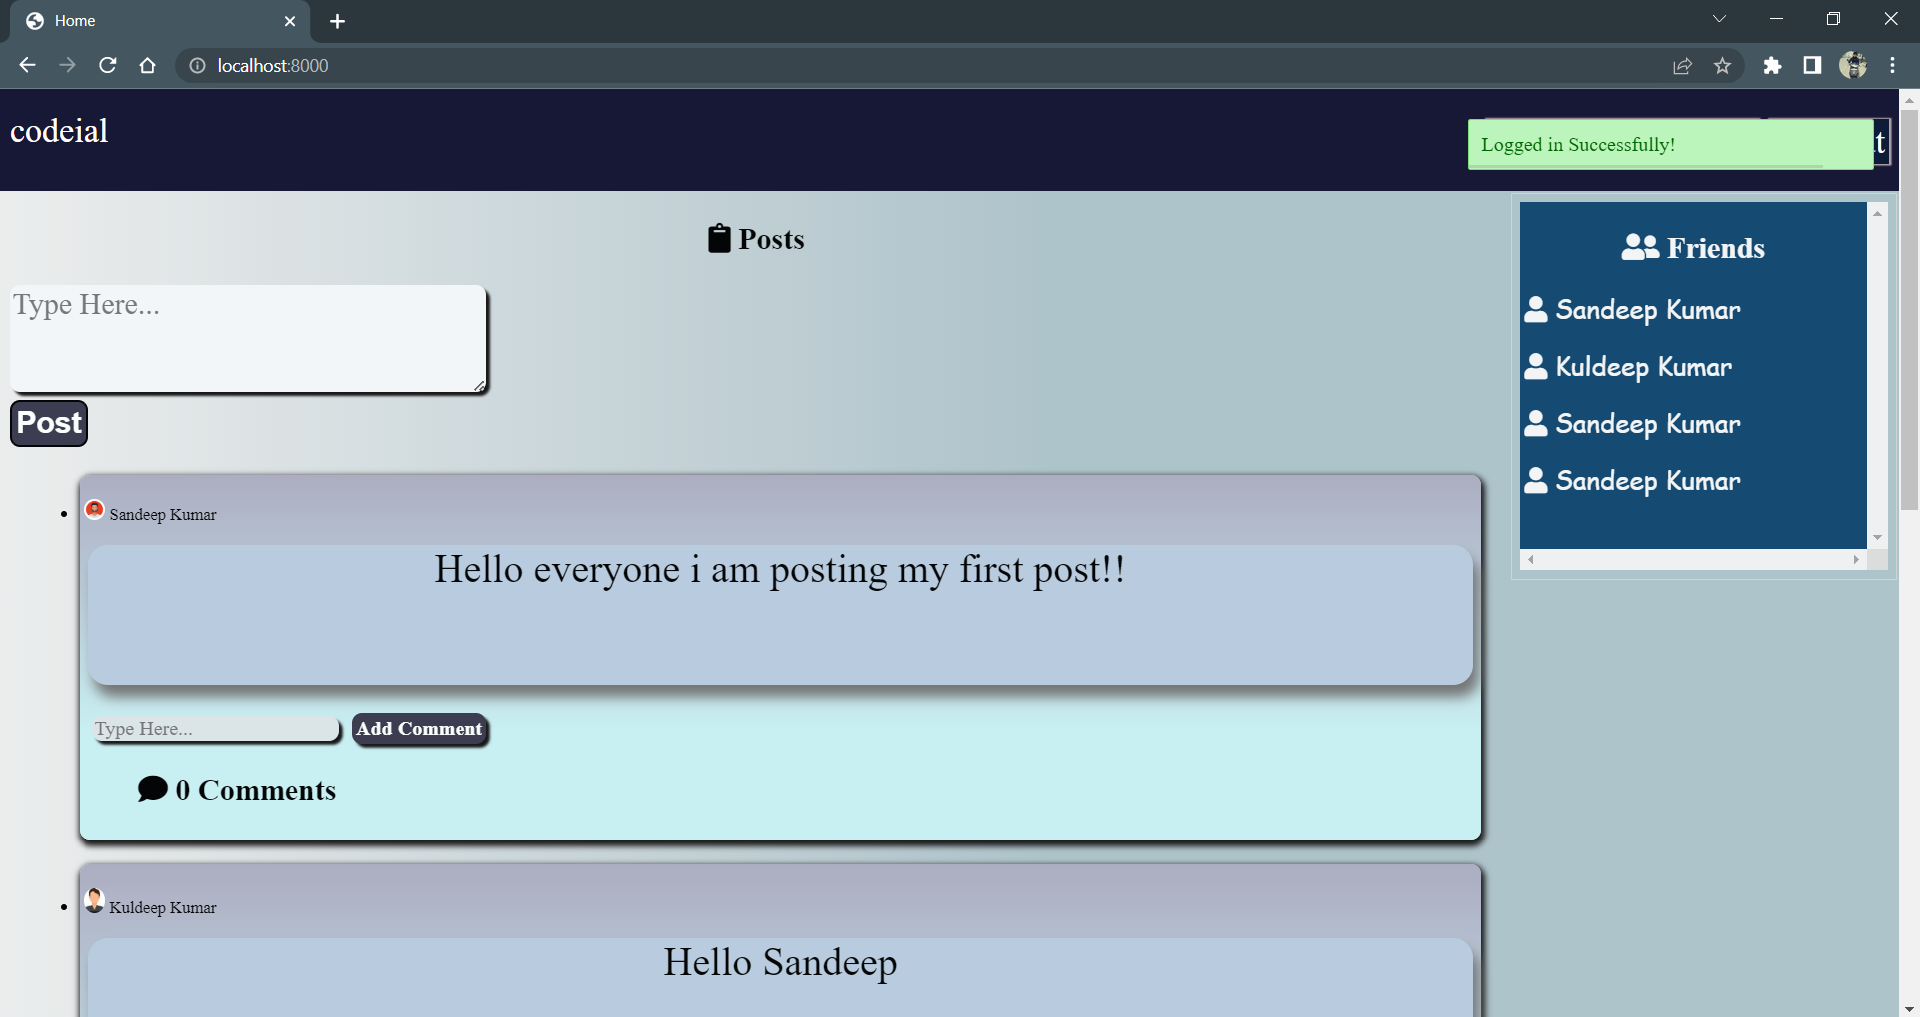 Home
localhost:8000
codeial
Logged in Successfully!
Posts
Type Here...
Post
Sandeep Kumar
Hello everyone i am posting my first post!!
Type Here...
Add Comment
0 Comments
Kuldeep Kumar
Hello Sandeep
Friends
Sandeep Kumar
Kuldeep Kumar
Sandeep Kumar
Sandeep Kumar